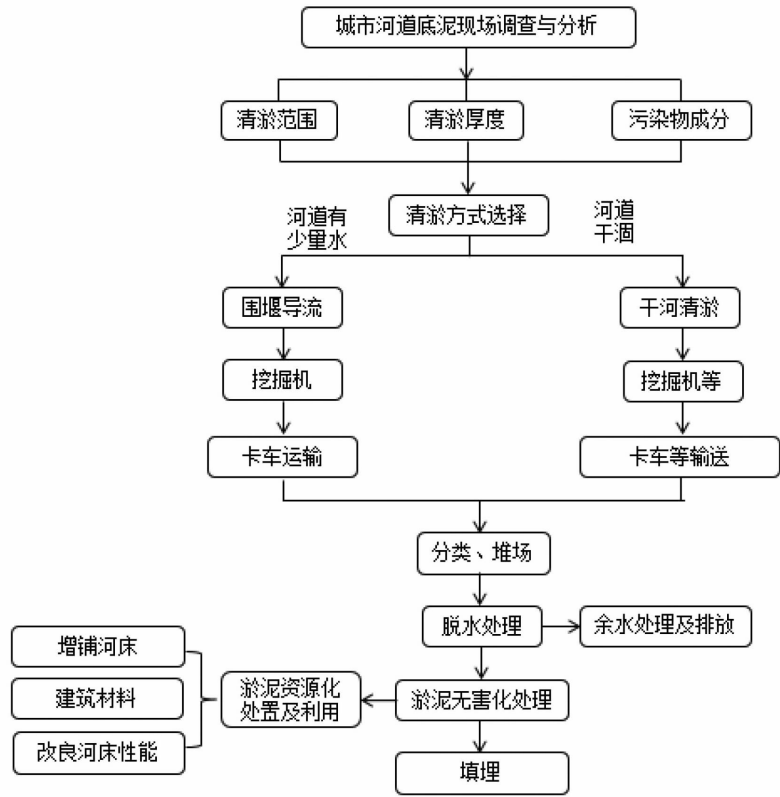 城市河道底泥现场调查与分析
清淤范围
清淤厚度
污染物成分
清淤方式选择
河道有
少量水
河道
干涸
围堰导流
干河清淤
挖掘机
挖掘机等
卡车运输
卡车等输送
分类、堆场
脱水处理
余水处理及排放
增铺河床
建筑材料
改良河床性能
淤泥资源化
处置及利用
淤泥无害化处理
填埋